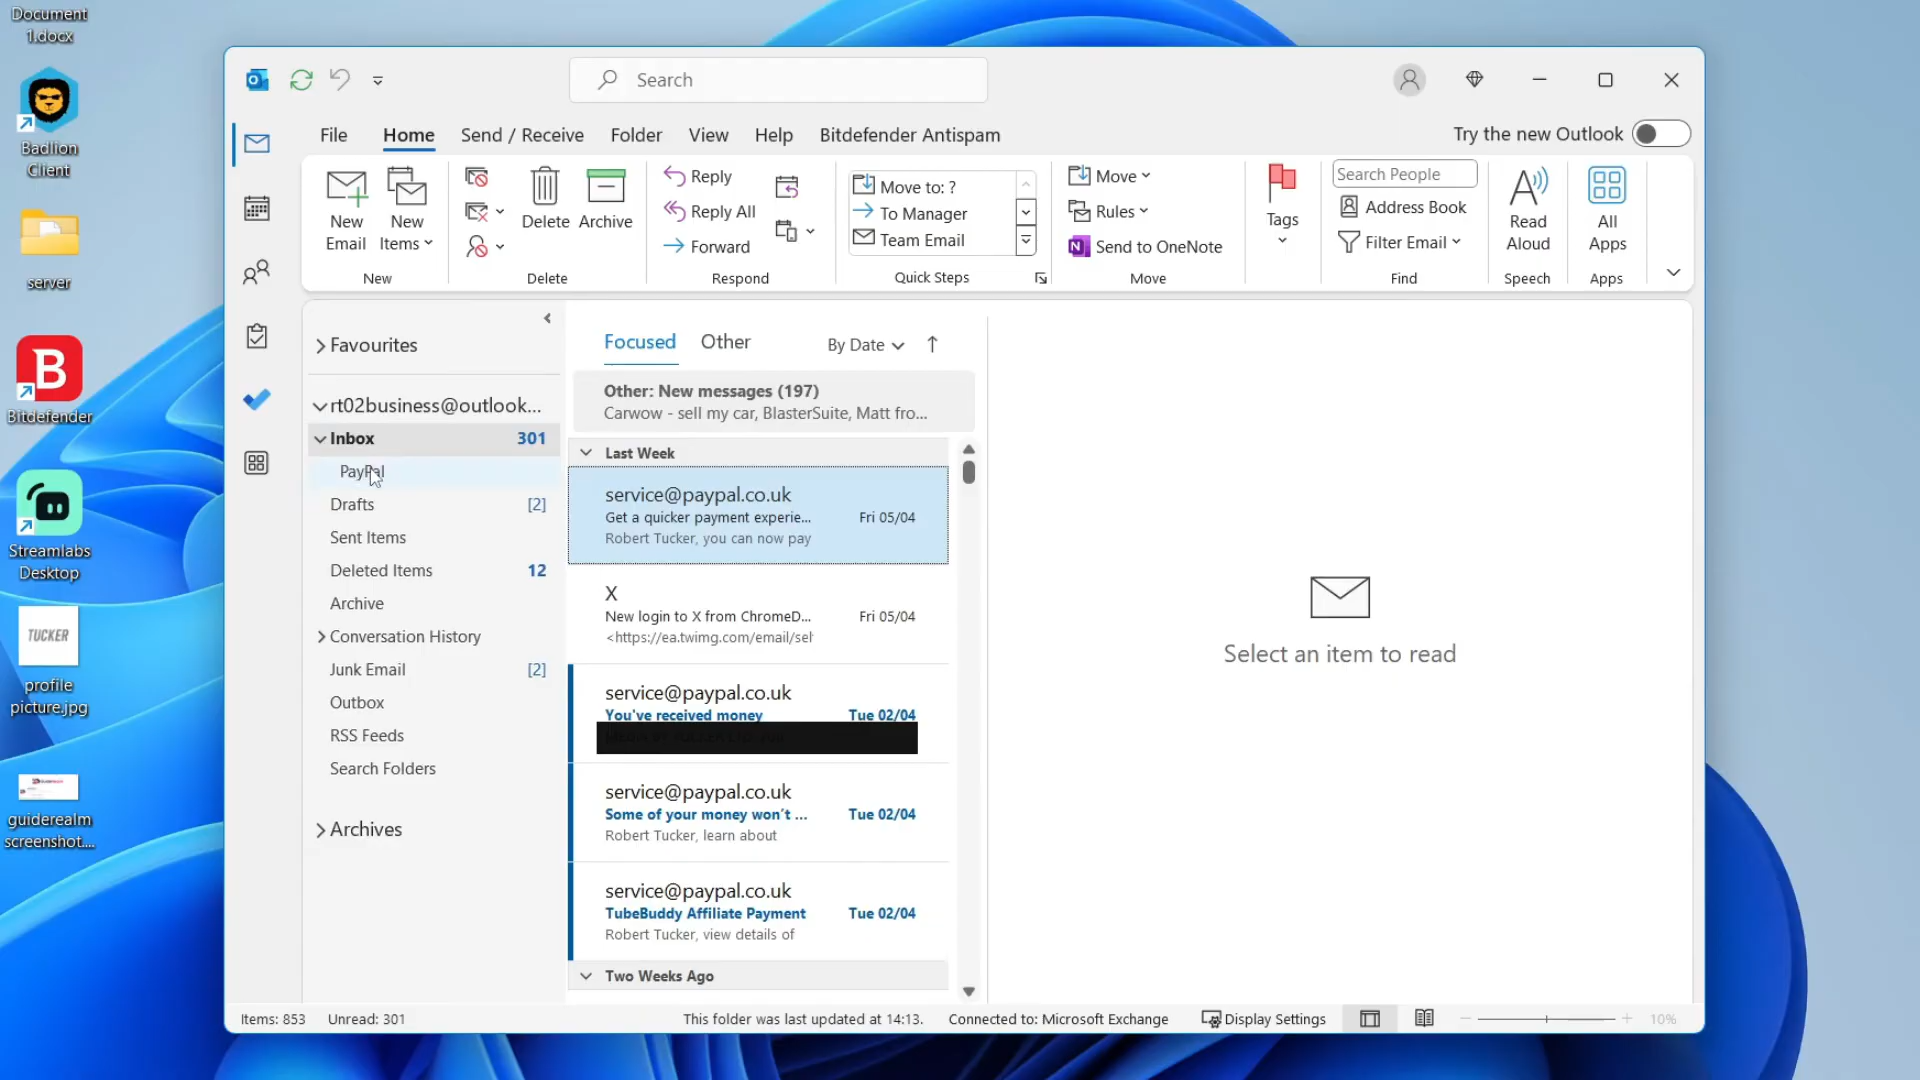 Document
1.docx
Badlion
Client
server
Bitdefender
Streamlabs
Desktop
TUCKER
profile
picture.jpg
guiderealm
screenshot....
Search
File
Home
Send / Receive
Folder
View
Help
Bitdefender Antispam
Try the new Outlook
New
Email
New
Items
New
Delete
Archive
Delete
Reply
Reply All
Forward
Respond
Move to: ?
To Manager
Team Email
Quick Steps
Move
Rules
Send to OneNote
Move
Tags
Search People
Address Book
Filter Email
Find
Read
Aloud
Speech
All
Apps
Apps
Favourites
rt02business@outlook...
Inbox 301
PayPal
Drafts [2]
Sent Items
Deleted Items 12
Archive
Conversation History
Junk Email [2]
Outbox
RSS Feeds
Search Folders
Archives
Focused Other By Date
Other: New messages (197)
Carwow - sell my car, BlasterSuite, Matt fro...
Last Week
service@paypal.co.uk
Get a quicker payment experie... Fri 05/04
Robert Tucker, you can now pay
X
New login to X from ChromeD... Fri 05/04
<https://ea.twimg.com/email/sel
service@paypal.co.uk
You've received money Tue 02/04
service@paypal.co.uk
Some of your money won't ... Tue 02/04
Robert Tucker, learn about
service@paypal.co.uk
TubeBuddy Affiliate Payment Tue 02/04
Robert Tucker, view details of
Two Weeks Ago
Select an item to read
Items: 853 Unread: 301 This folder was last updated at 14:13. Connected to: Microsoft Exchange Display Settings 10%